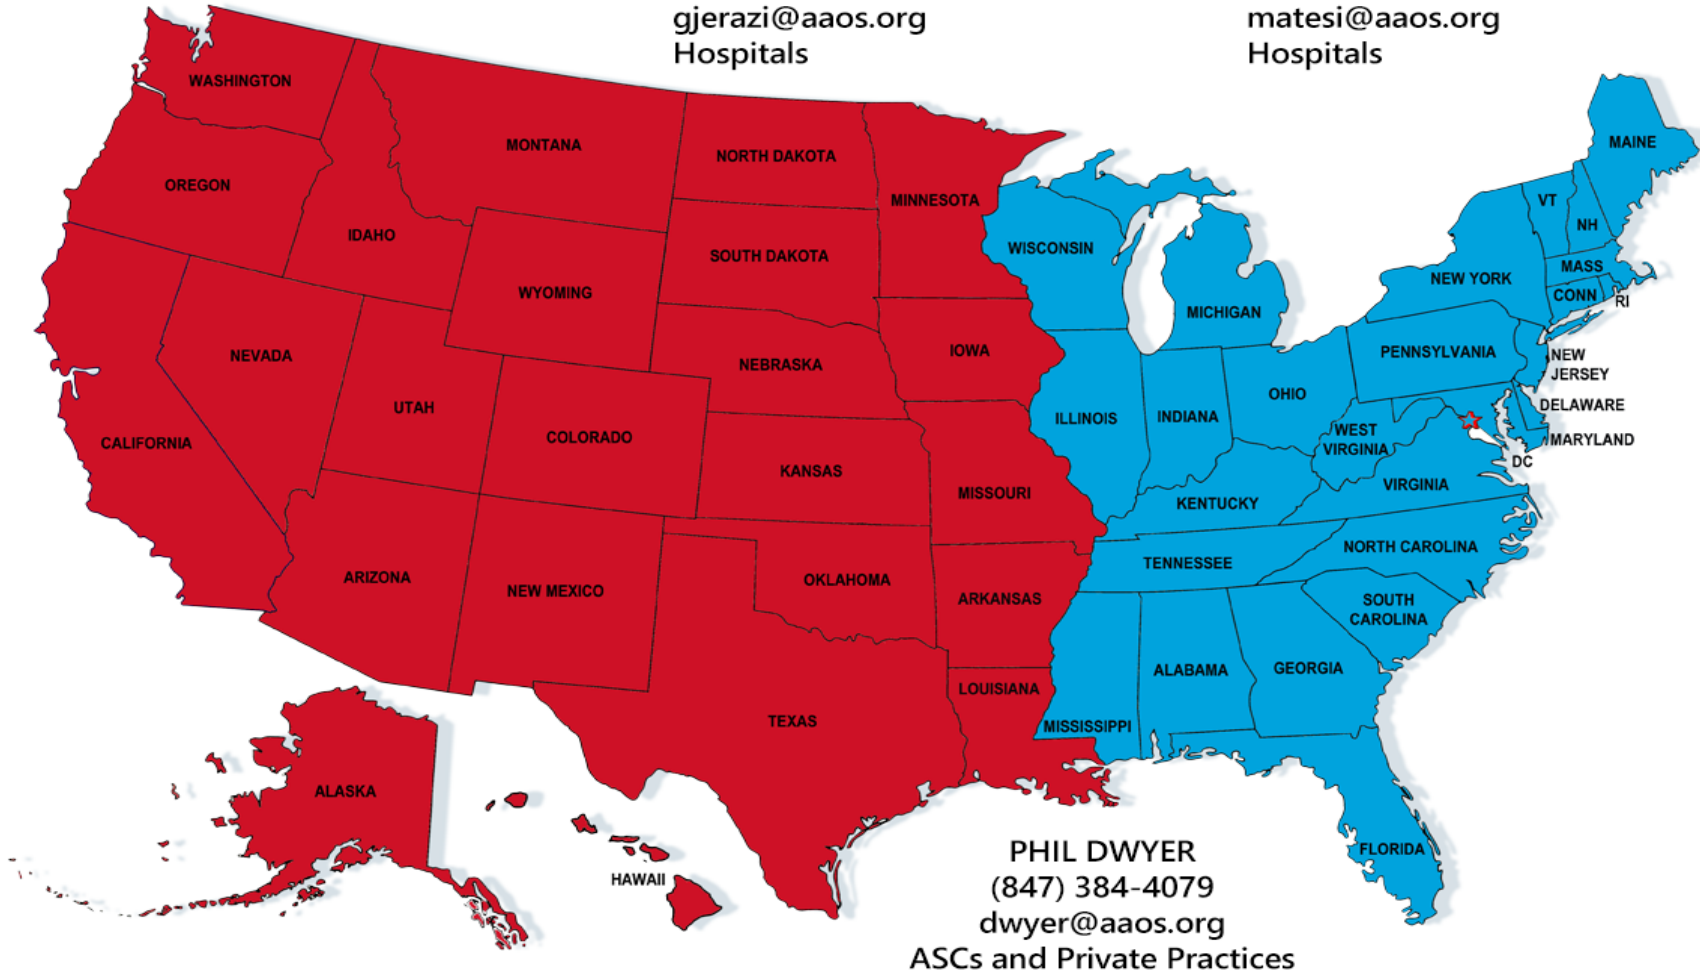 gjerazi@aaos.org
Hospitals
matesi@aaos.org
Hospitals
WASHINGTON
MONTANA
NORTH DAKOTA
MINNESOTA
MAINE
OREGON
IDAHO
VT
NH
WISCONSIN
SOUTH DAKOTA
WYOMING
MASS
NEW YORK
CONN
RI
MICHIGAN
NEVADA
NEBRASKA
IOWA
PENNSYLVANIA
NEW
JERSEY
UTAH
COLORADO
ILLINOIS
INDIANA
OHIO
DELAWARE
CALIFORNIA
WEST
VIRGINIA
MARYLAND
DC
KANSAS
MISSOURI
KENTUCKY
VIRGINIA
ARIZONA
NEW MEXICO
OKLAHOMA
ARKANSAS
TENNESSEE
NORTH CAROLINA
SOUTH
CAROLINA
TEXAS
LOUISIANA
MISSISSIPPI
ALABAMA
GEORGIA
ALASKA
HAWAII
FLORIDA
PHIL DWYER
(847) 384-4079
dwyer@aaos.org
ASCs and Private Practices